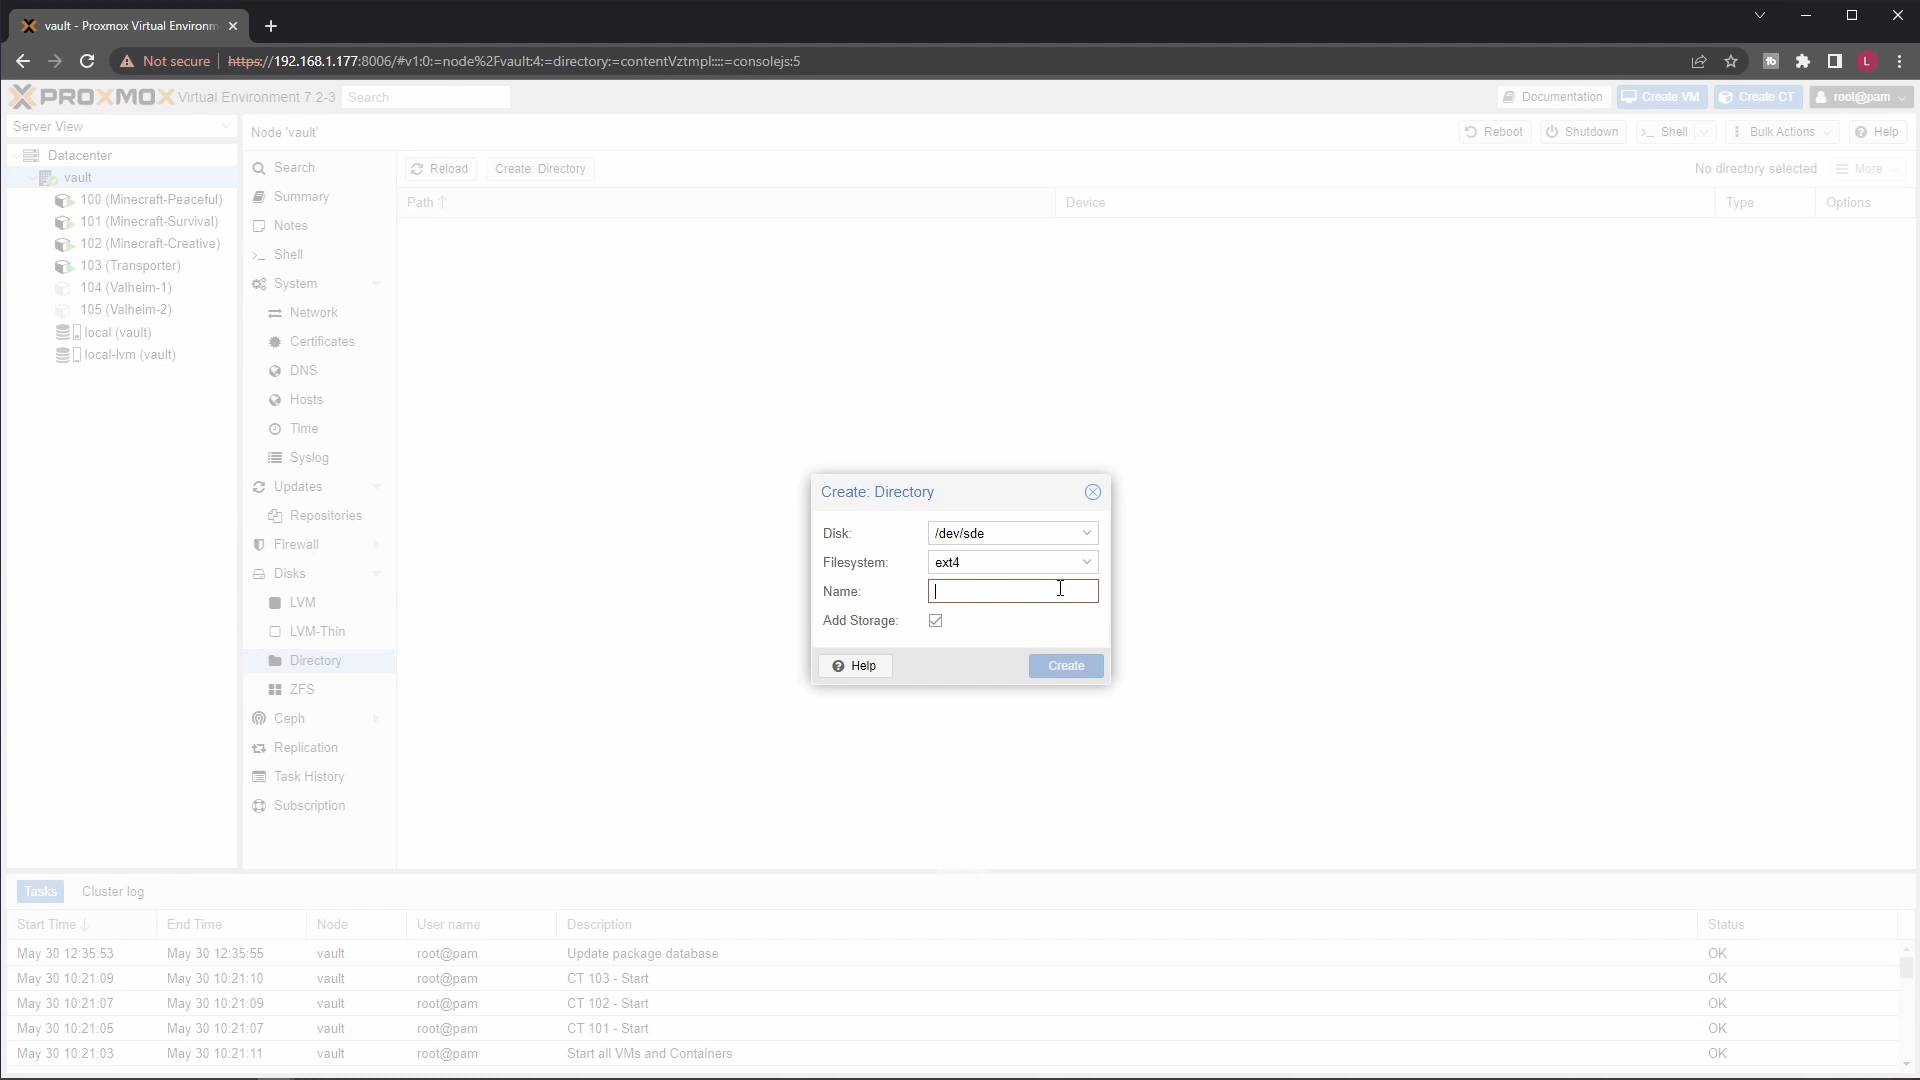 vault - Proxmox Virtual Environm
Not secure https://192.168.1.177:8006/#v1:0:=node%2Fvault:4:=directory:=contentVztmpl::::=consolejs:5
L
PROXMOX Virtual Environment 7.2-3 Search Documentation Create VM Create CT root@pam
Server View
Node 'vault' Reboot Shutdown >_ Shell Bulk Actions Help
Datacenter
vault
100 (Minecraft-Peaceful)
101 (Minecraft-Survival)
102 (Minecraft-Creative)
103 (Transporter)
104 (Valheim-1)
105 (Valheim-2)
local (vault)
local-lvm (vault)
Search
Summary
Notes
>_ Shell
System
Network
Certificates
DNS
Hosts
Time
Syslog
Updates
Repositories
Firewall
Disks
LVM
LVM-Thin
Directory
ZFS
Ceph
Replication
Task History
Subscription
Reload Create: Directory No directory selected More
Path Device Type Options
Create: Directory
Disk: /dev/sde
Filesystem: ext4
Name:
Add Storage:
Help Create
Tasks Cluster log
Start Time End Time Node User name Description Status
May 30 12:35:53 May 30 12:35:55 vault root@pam Update package database OK
May 30 10:21:09 May 30 10:21:10 vault root@pam CT 103 - Start OK
May 30 10:21:07 May 30 10:21:09 vault root@pam CT 102 - Start OK
May 30 10:21:05 May 30 10:21:07 vault root@pam CT 101 - Start OK
May 30 10:21:03 May 30 10:21:11 vault root@pam Start all VMs and Containers OK